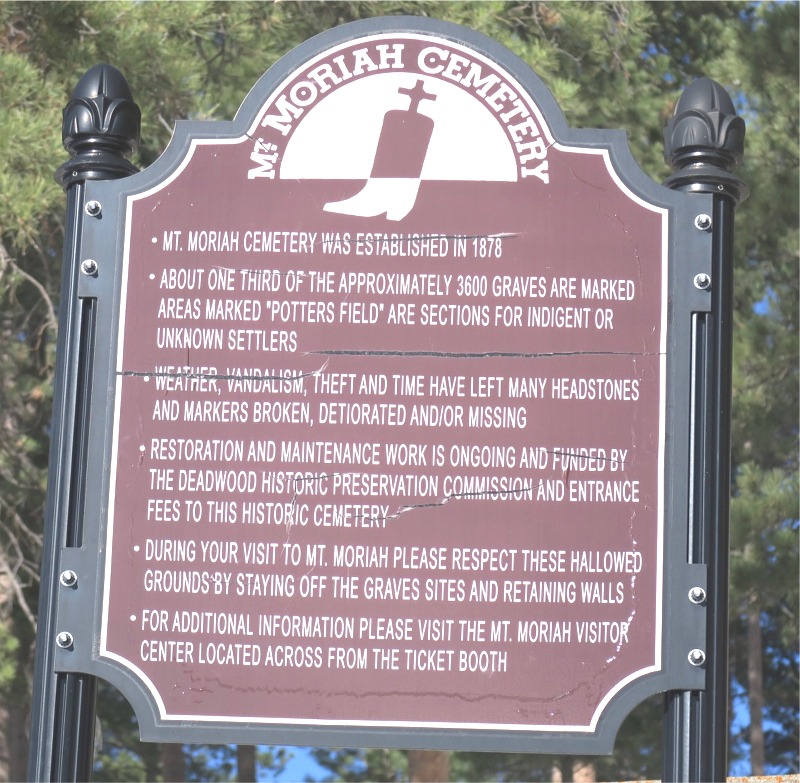 Mt. MORIAH CEMETERY
• MT. MORIAH CEMETERY WAS ESTABLISHED IN 1878
• ABOUT ONE THIRD OF THE APPROXIMATELY 3600 GRAVES ARE MARKED
AREAS MARKED "POTTERS FIELD" ARE SECTIONS FOR INDIGENT OR
UNKNOWN SETTLERS
• WEATHER, VANDALISM, THEFT AND TIME HAVE LEFT MANY HEADSTONES
AND MARKERS BROKEN, DETIORATED AND/OR MISSING
• RESTORATION AND MAINTENANCE WORK IS ONGOING AND FUNDED BY
THE DEADWOOD HISTORIC PRESERVATION COMMISSION AND ENTRANCE
FEES TO THIS HISTORIC CEMETERY
• DURING YOUR VISIT TO MT. MORIAH PLEASE RESPECT THESE HALLOWED
GROUNDS BY STAYING OFF THE GRAVES SITES AND RETAINING WALLS
• FOR ADDITIONAL INFORMATION PLEASE VISIT THE MT. MORIAH VISITOR
CENTER LOCATED ACROSS FROM THE TICKET BOOTH